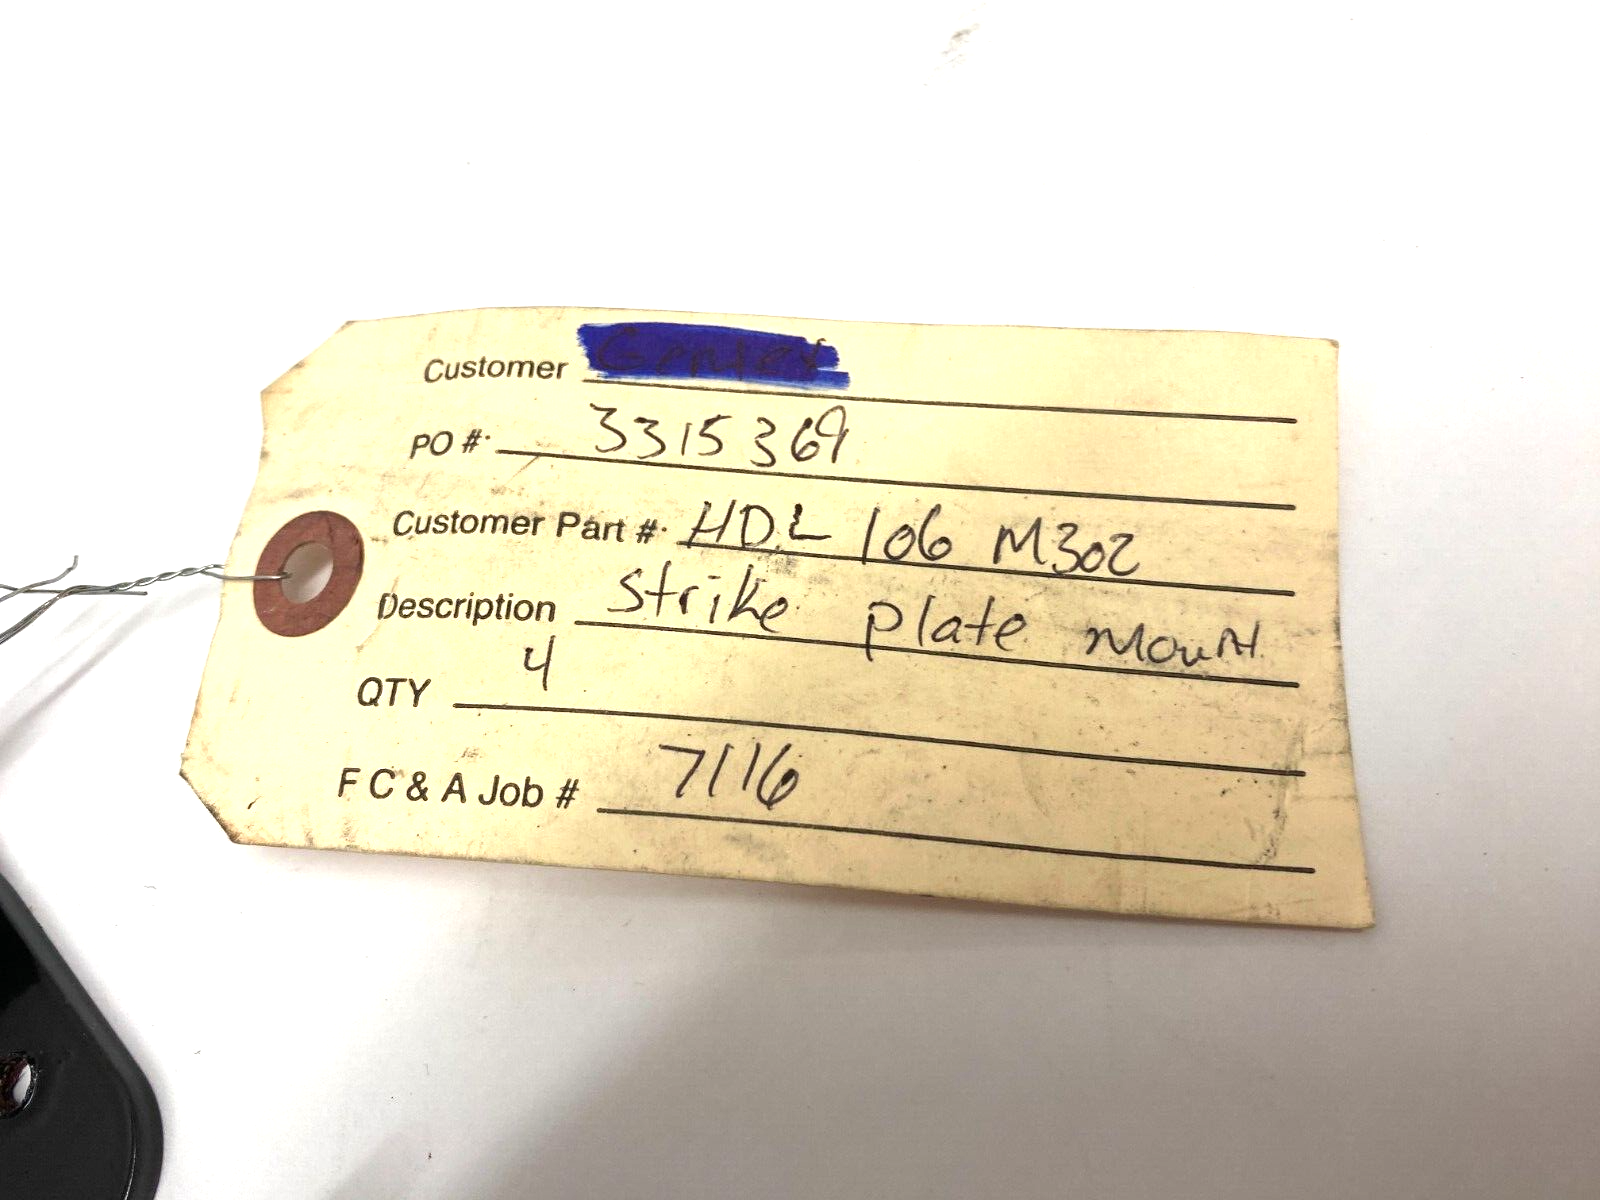 Customer
PO #. 3315369
Customer Part #. HDL 106 M302
Description Strike plate mount
QTY 4
F C & A Job # 7116